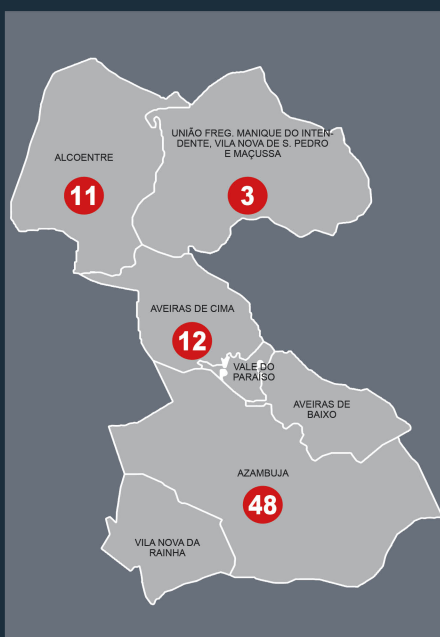 UNIÃO FREG. MANIQUE DO INTEN-
DENTE, VILA NOVA DE S. PEDRO
E MAÇUSSA
ALCOENTRE
11
3
AVEIRAS DE CIMA
12
VALE DO
PARAÍSO
AVEIRAS DE
BAIXO
AZAMBUJA
48
VILA NOVA DA
RAINHA